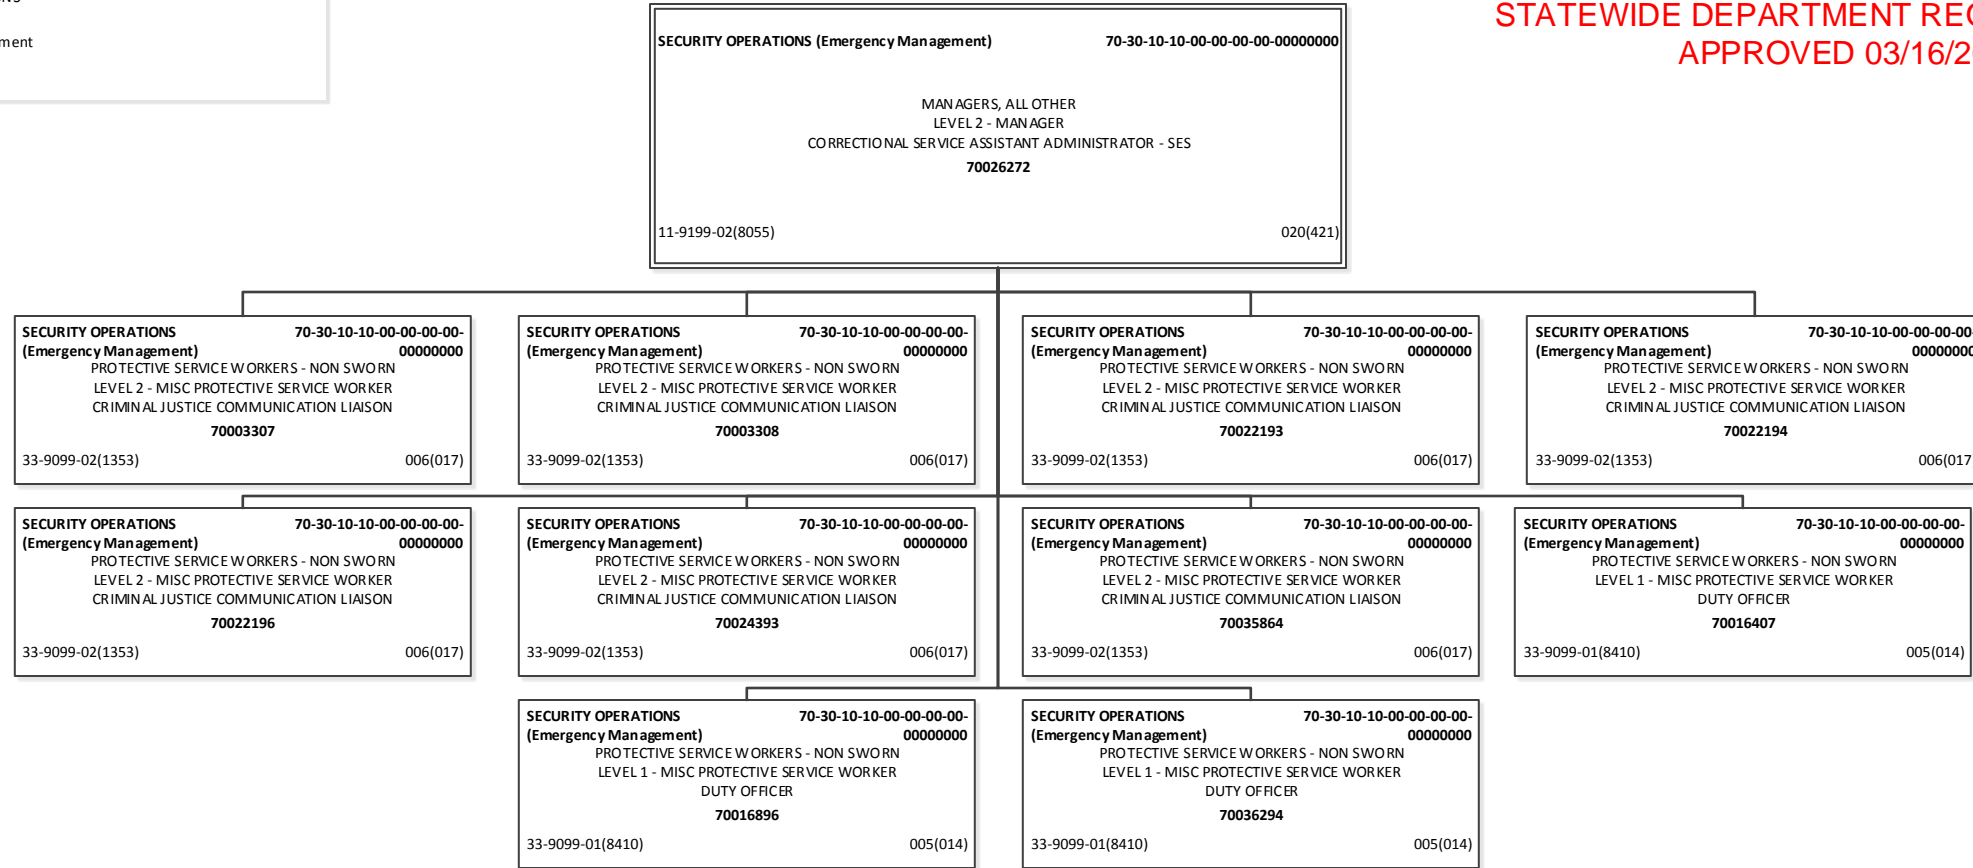 ment
STATEWIDE DEPARTMENT
APPROVED 03/16/2
SECURITY OPERATIONS (Emergency Management) 70-30-10-10-00-00-00-00-00000000
MANAGERS, ALL OTHER
LEVEL 2 - MANAGER
CORRECTIONAL SERVICE ASSISTANT ADMINISTRATOR - SES
70026272
11-9199-02(8055) 020(421)
SECURITY OPERATIONS 70-30-10-10-00-00-00-00-
(Emergency Management) 00000000
PROTECTIVE SERVICE WORKERS - NON SWORN
LEVEL 2 - MISC PROTECTIVE SERVICE WORKER
CRIMINAL JUSTICE COMMUNICATION LIAISON
70003307
33-9099-02(1353) 006(017)
SECURITY OPERATIONS 70-30-10-10-00-00-00-00-
(Emergency Management) 00000000
PROTECTIVE SERVICE WORKERS - NON SWORN
LEVEL 2 - MISC PROTECTIVE SERVICE WORKER
CRIMINAL JUSTICE COMMUNICATION LIAISON
70003308
33-9099-02(1353) 006(017)
SECURITY OPERATIONS 70-30-10-10-00-00-00-00-
(Emergency Management) 00000000
PROTECTIVE SERVICE WORKERS - NON SWORN
LEVEL 2 - MISC PROTECTIVE SERVICE WORKER
CRIMINAL JUSTICE COMMUNICATION LIAISON
70022193
33-9099-02(1353) 006(017)
SECURITY OPERATIONS 70-30-10-10-00-00-00-00
(Emergency Management) 00000000
PROTECTIVE SERVICE WORKERS - NON SWORN
LEVEL 2 - MISC PROTECTIVE SERVICE WORKER
CRIMINAL JUSTICE COMMUNICATION LIAISON
70022194
33-9099-02(1353) 006(017
SECURITY OPERATIONS 70-30-10-10-00-00-00-00-
(Emergency Management) 00000000
PROTECTIVE SERVICE WORKERS - NON SWORN
LEVEL 2 - MISC PROTECTIVE SERVICE WORKER
CRIMINAL JUSTICE COMMUNICATION LIAISON
70022196
33-9099-02(1353) 006(017)
SECURITY OPERATIONS 70-30-10-10-00-00-00-00-
(Emergency Management) 00000000
PROTECTIVE SERVICE WORKERS - NON SWORN
LEVEL 2 - MISC PROTECTIVE SERVICE WORKER
CRIMINAL JUSTICE COMMUNICATION LIAISON
70024393
33-9099-02(1353) 006(017)
SECURITY OPERATIONS 70-30-10-10-00-00-00-00-
(Emergency Management) 00000000
PROTECTIVE SERVICE WORKERS - NON SWORN
LEVEL 2 - MISC PROTECTIVE SERVICE WORKER
CRIMINAL JUSTICE COMMUNICATION LIAISON
70035864
33-9099-02(1353) 006(017)
SECURITY OPERATIONS 70-30-10-10-00-00-00-00-
(Emergency Management) 00000000
PROTECTIVE SERVICE WORKERS - NON SWORN
LEVEL 1 - MISC PROTECTIVE SERVICE WORKER
DUTY OFFICER
70016407
33-9099-01(8410) 005(014)
SECURITY OPERATIONS 70-30-10-10-00-00-00-00-
(Emergency Management) 00000000
PROTECTIVE SERVICE WORKERS - NON SWORN
LEVEL 1 - MISC PROTECTIVE SERVICE WORKER
DUTY OFFICER
70016896
33-9099-01(8410) 005(014)
SECURITY OPERATIONS 70-30-10-10-00-00-00-00-
(Emergency Management) 00000000
PROTECTIVE SERVICE WORKERS - NON SWORN
LEVEL 1 - MISC PROTECTIVE SERVICE WORKER
DUTY OFFICER
70036294
33-9099-01(8410) 005(014)